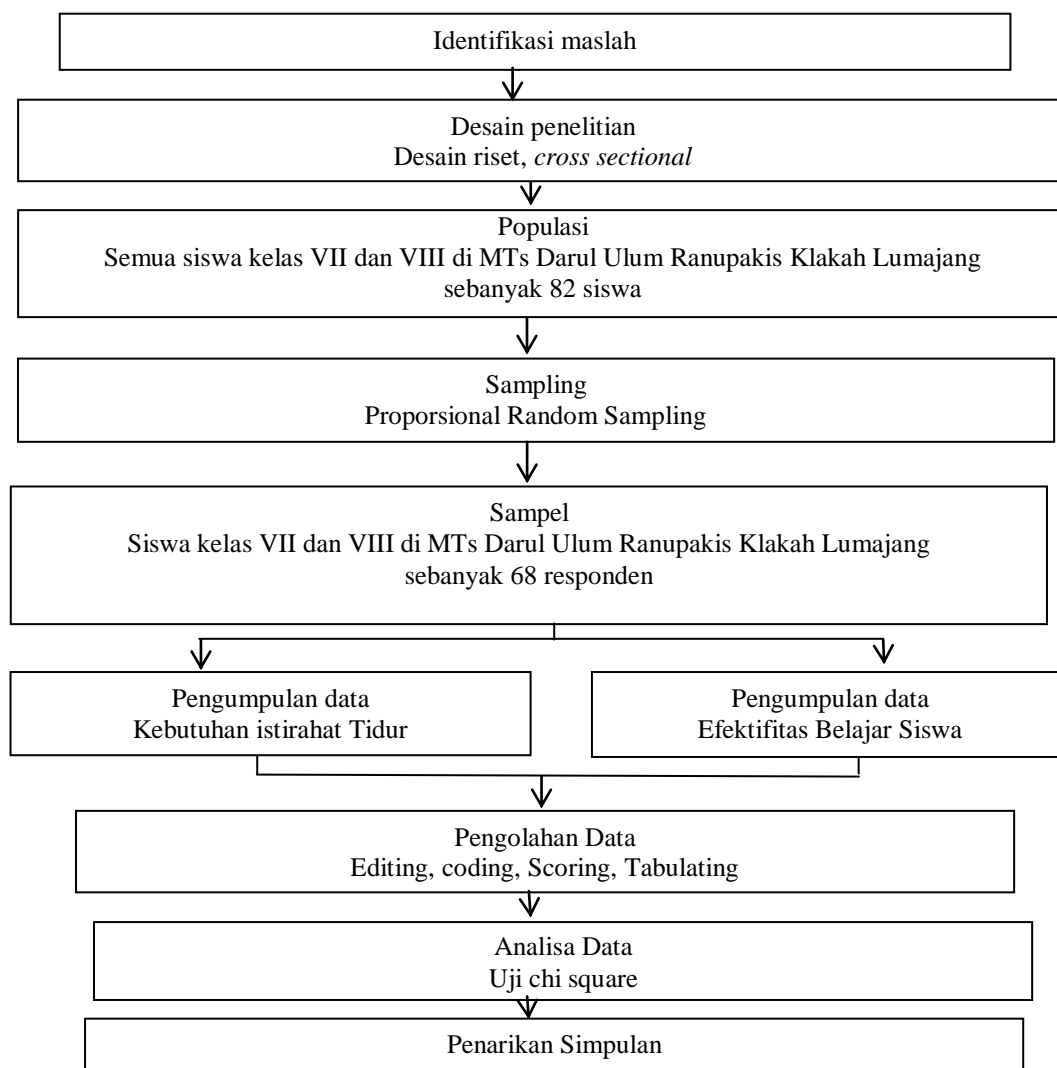 Identifikasi maslah
Desain penelitian
Desain riset, cross sectional
Populasi
Semua siswa kelas VII dan VIII di MTs Darul Ulum Ranupakis Klakah Lumajang
sebanyak 82 siswa
Sampling
Proporsional Random Sampling
Sampel
Siswa kelas VII dan VIII di MTs Darul Ulum Ranupakis Klakah Lumajang
sebanyak 68 responden
Pengumpulan data
Kebutuhan istirahat Tidur
Pengumpulan data
Efektifitas Belajar Siswa
Pengolahan Data
Editing, coding, Scoring, Tabulating
Analisa Data
Uji chi square
Penarikan Simpulan